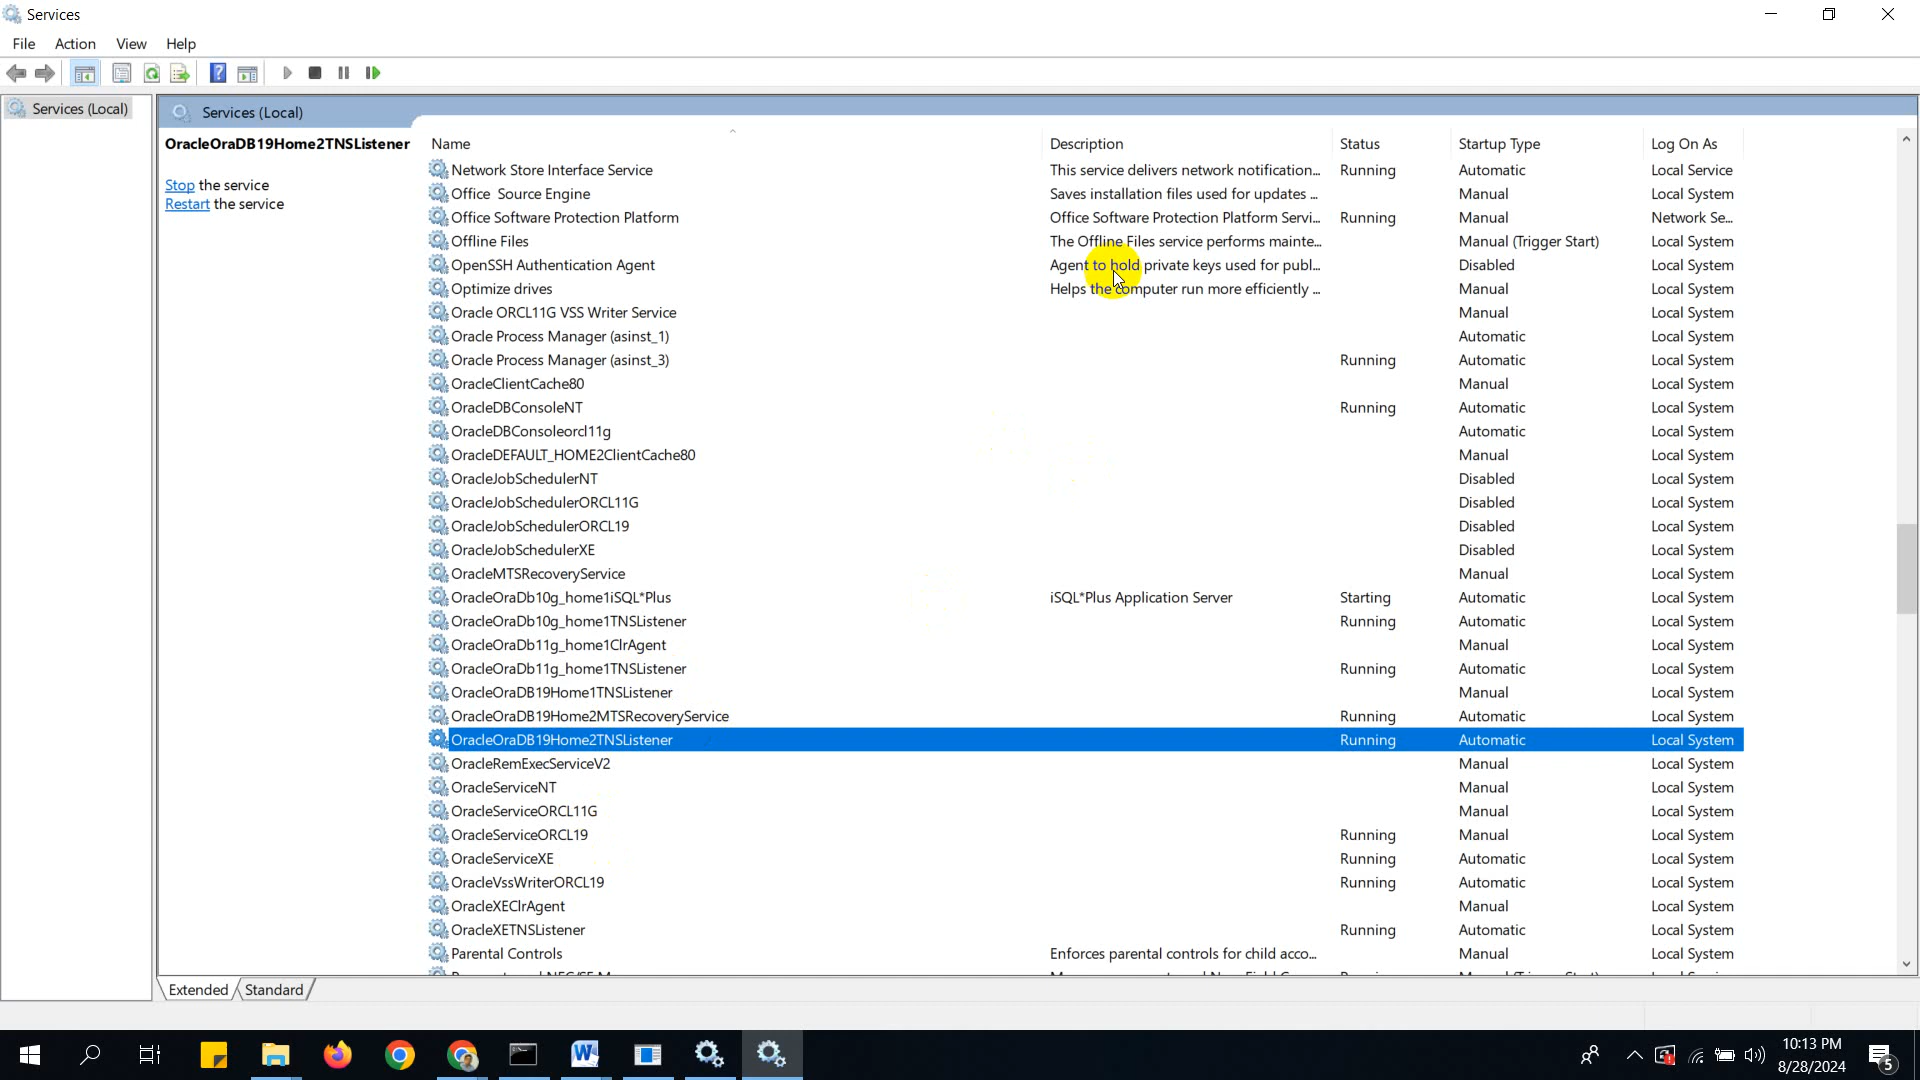 Services
File Action View Help
Services (Local)
Services (Local)
OracleOraDB19Home2TNSListener
Stop the service
Restart the service
Name Description Status Startup Type Log On As
Network Store Interface Service This service delivers network notification... Running Automatic Local Service
Office Source Engine Saves installation files used for updates ... Manual Local System
Office Software Protection Platform Office Software Protection Platform Servi... Running Manual Network Se...
Offline Files The Offline Files service performs mainte... Manual (Trigger Start) Local System
OpenSSH Authentication Agent Agent to hold private keys used for publ... Disabled Local System
Optimize drives Helps the computer run more efficiently ... Manual Local System
Oracle ORCL11G VSS Writer Service Manual Local System
Oracle Process Manager (asinst_1) Automatic Local System
Oracle Process Manager (asinst_3) Running Automatic Local System
OracleClientCache80 Manual Local System
OracleDBConsoleNT Running Automatic Local System
OracleDBConsoleorcl11g Automatic Local System
OracleDEFAULT_HOME2ClientCache80 Manual Local System
OracleJobSchedulerNT Disabled Local System
OracleJobSchedulerORCL11G Disabled Local System
OracleJobSchedulerORCL19 Disabled Local System
OracleJobSchedulerXE Disabled Local System
OracleMTSRecoveryService Manual Local System
OracleOraDb10g_home1iSQL*Plus iSQL*Plus Application Server Starting Automatic Local System
OracleOraDb10g_home1TNSListener Running Automatic Local System
OracleOraDb11g_home1ClrAgent Manual Local System
OracleOraDb11g_home1TNSListener Running Automatic Local System
OracleOraDB19Home1TNSListener Manual Local System
OracleOraDB19Home2MTSRecoveryService Running Automatic Local System
OracleOraDB19Home2TNSListener Running Automatic Local System
OracleRemExecServiceV2 Manual Local System
OracleServiceNT Manual Local System
OracleServiceORCL11G Manual Local System
OracleServiceORCL19 Running Manual Local System
OracleServiceXE Running Automatic Local System
OracleVssWriterORCL19 Running Automatic Local System
OracleXEClrAgent Manual Local System
OracleXETNSListener Running Automatic Local System
Parental Controls Enforces parental controls for child acco... Manual Local System
Extended Standard
10:13 PM
8/28/2024
5